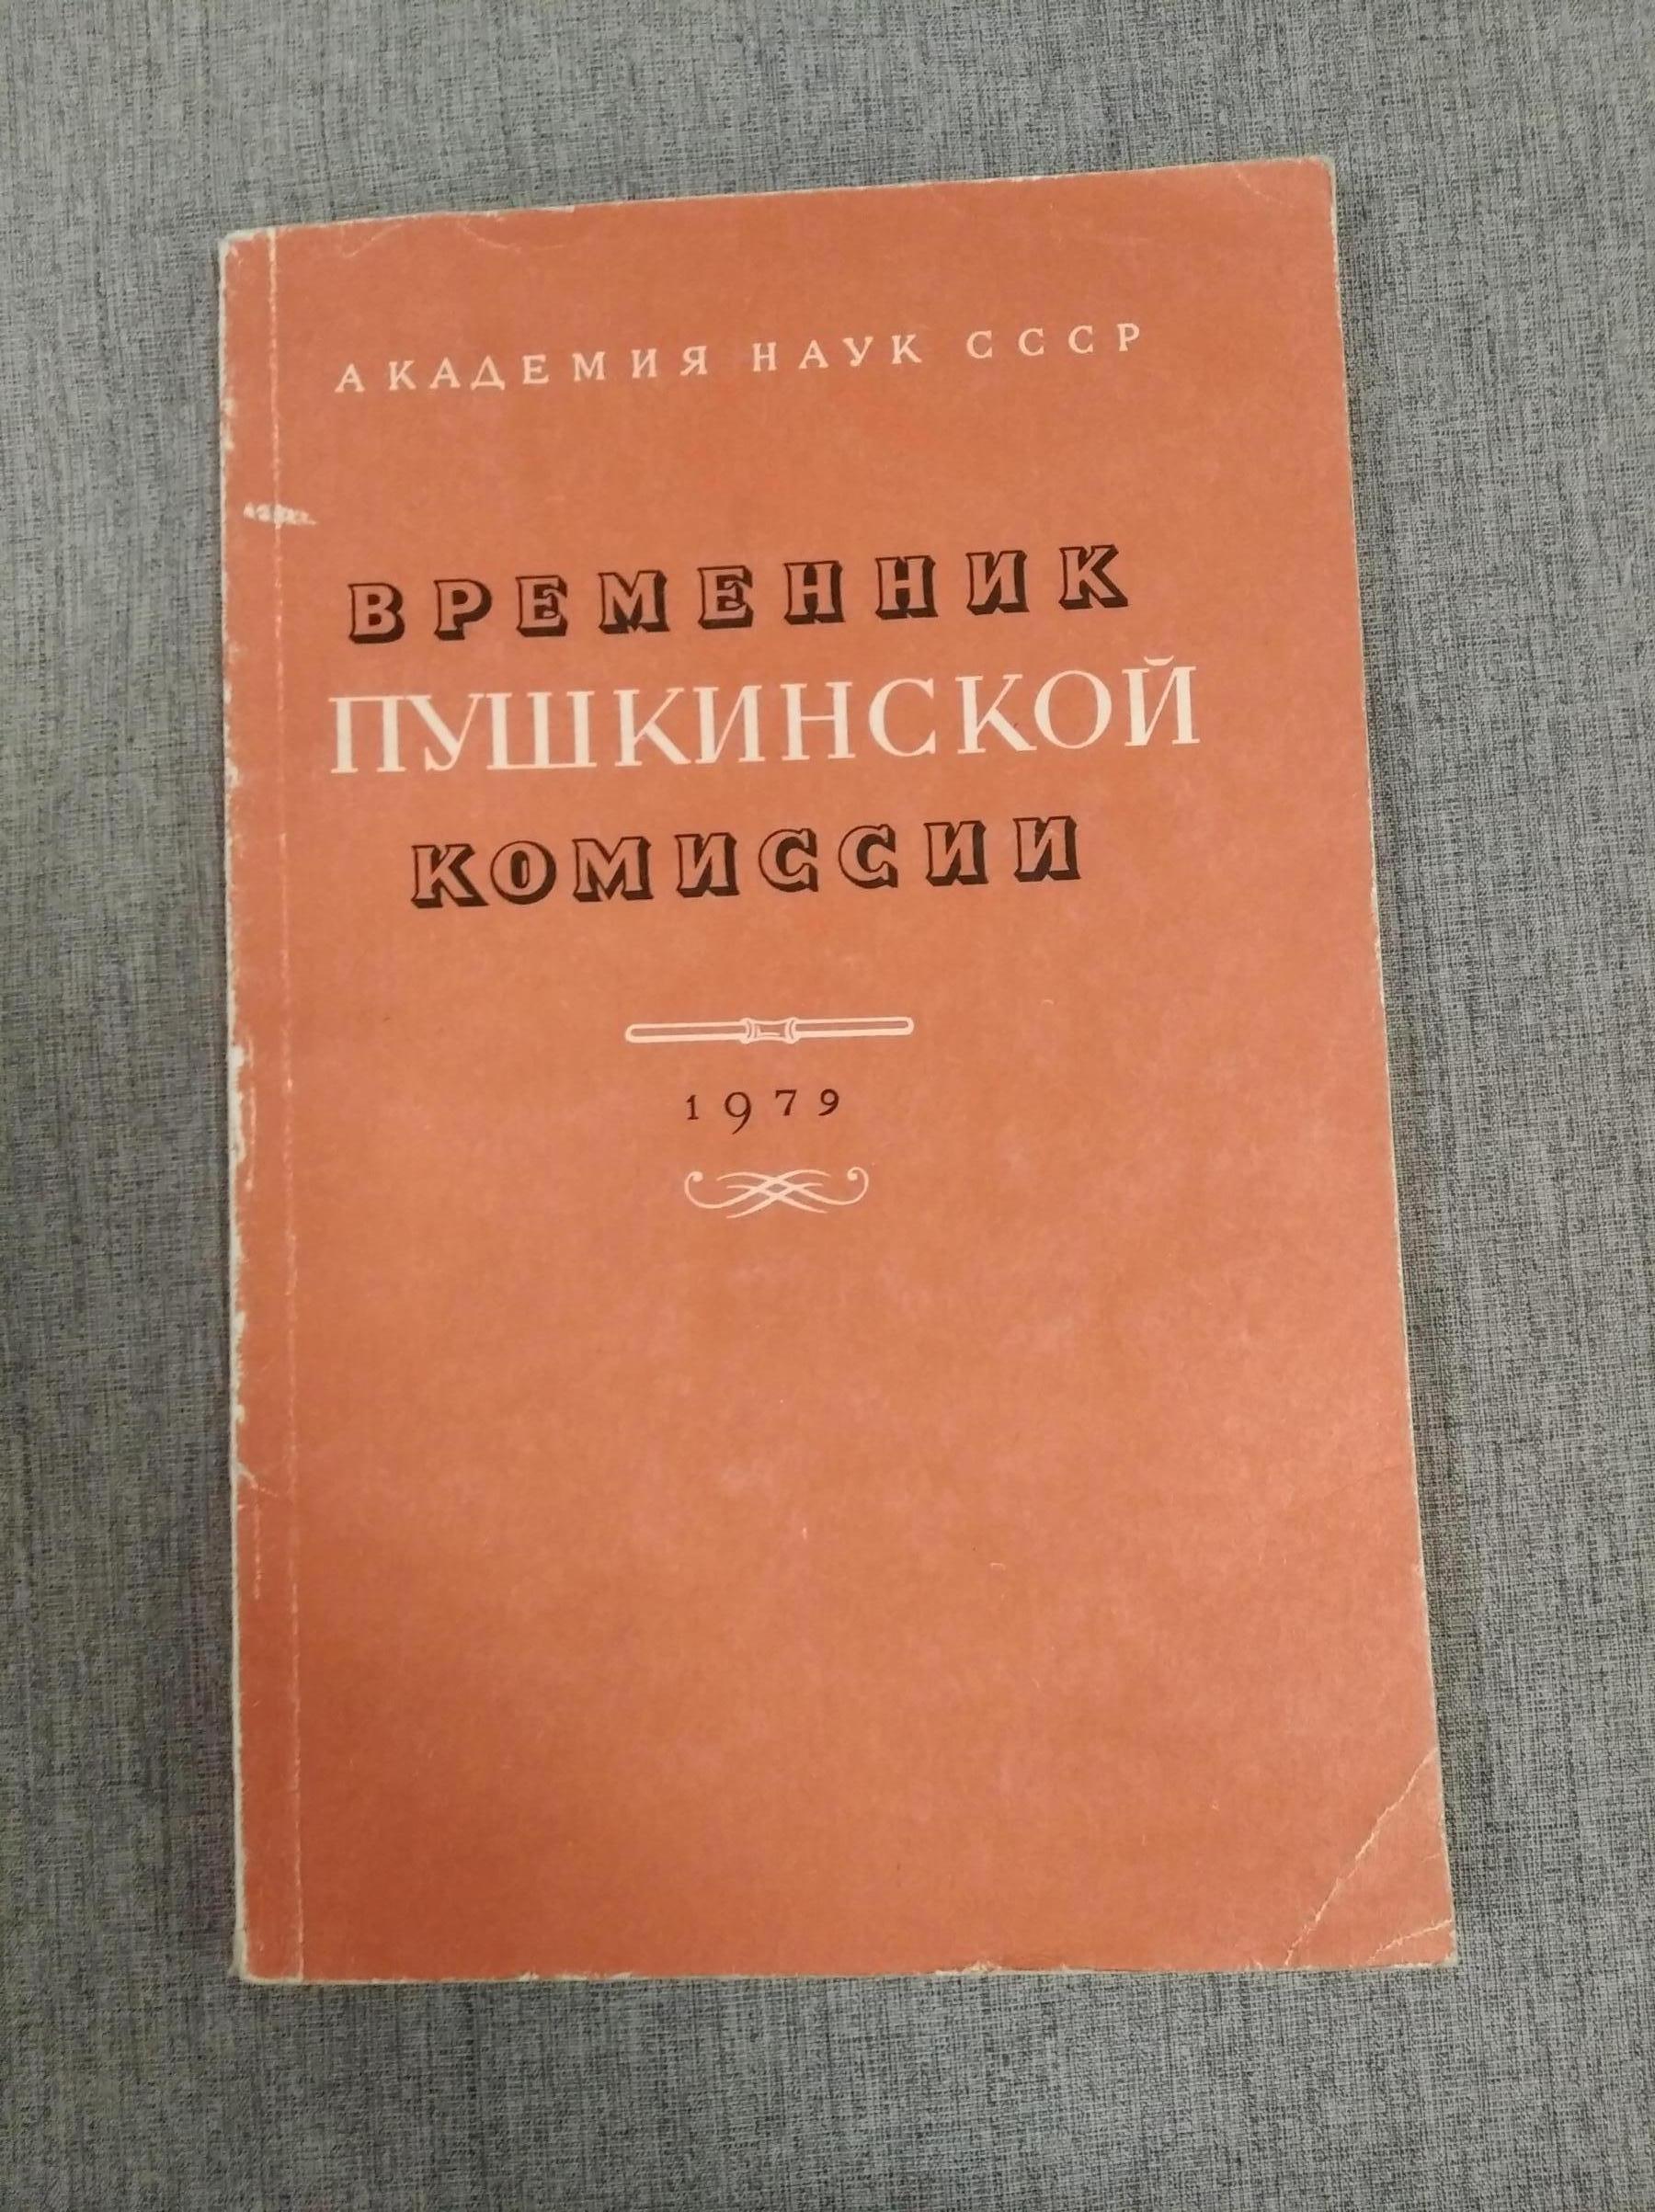 АКАДЕМИЯ НАУК СССР
ВРЕМЕННИК
ПУШКИНСКОЙ
КОМИССИИ
1979